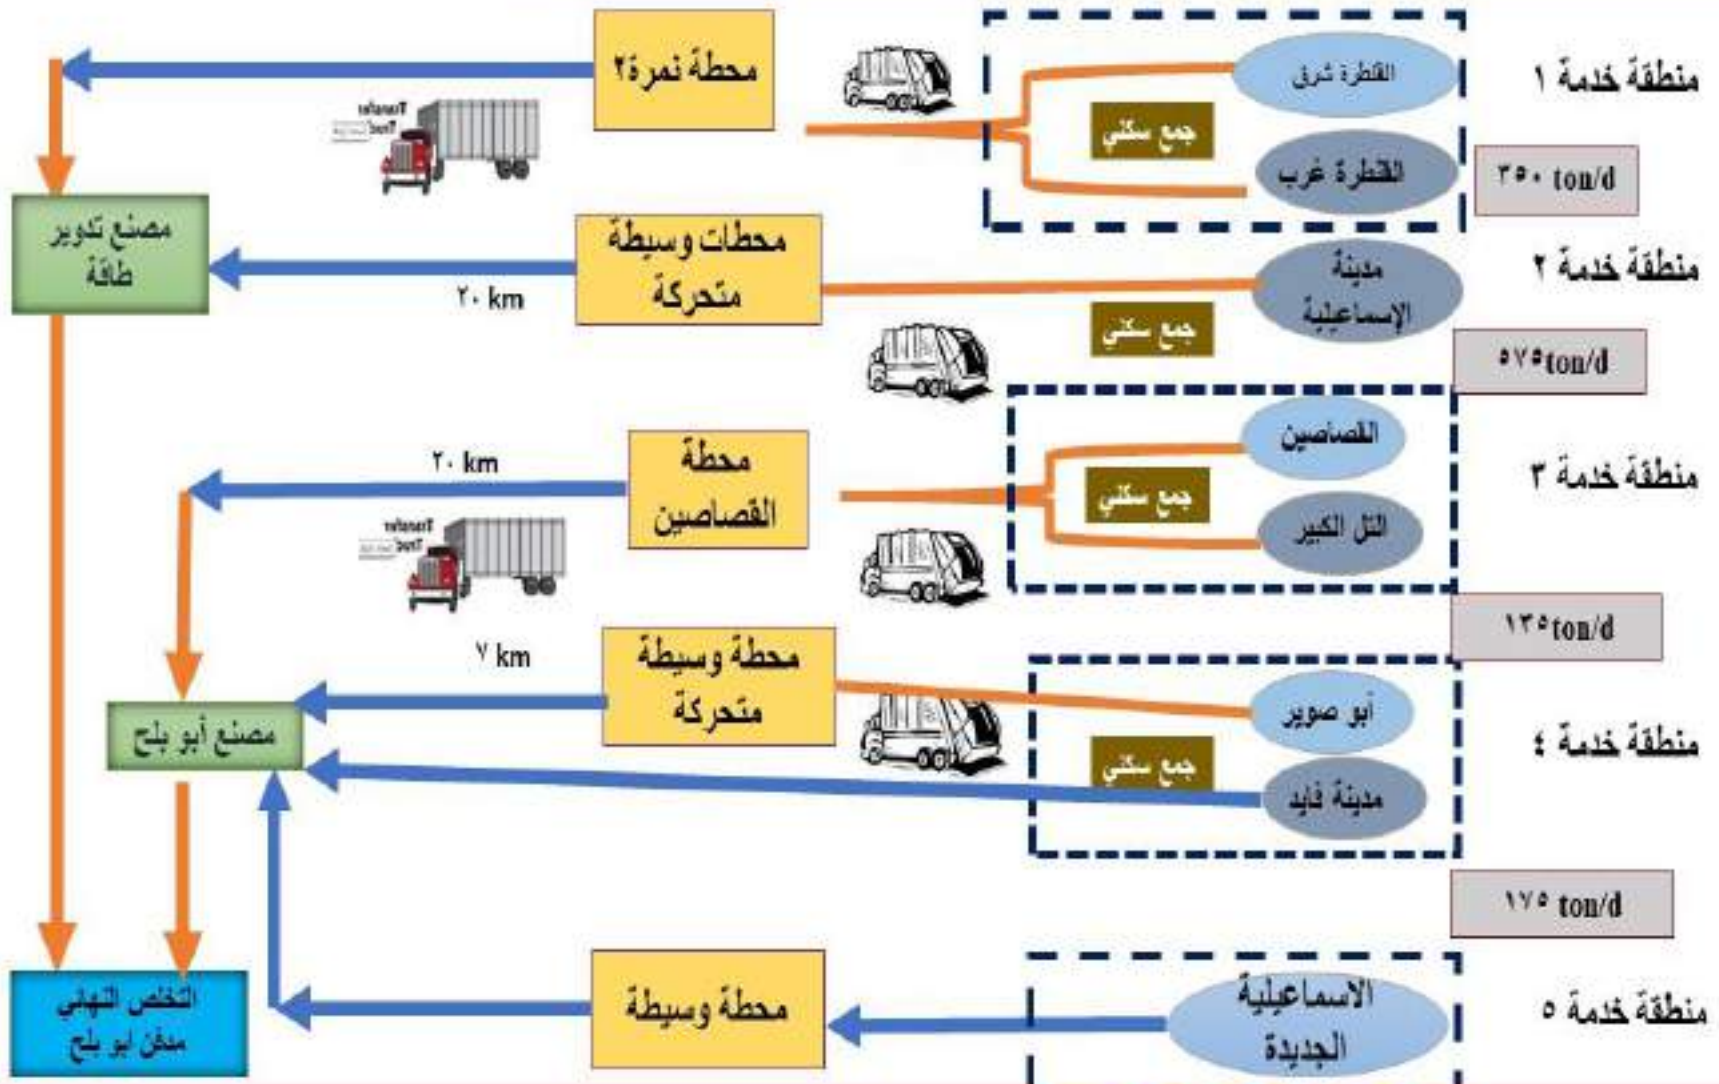 منطقة خدمة ١
القنطرة شرق
جمع سكني
القنطرة غرب
٣٥٠ ton/d
محطة نمرة٢
Transfer
منطقة خدمة ٢
مدينة
الإسماعيلية
جمع سكني
٥٧٥ton/d
محطات وسيطة
متحركة
٢٠ km
مصنع تدوير
طاقة
منطقة خدمة ٣
القصاصين
جمع سكني
التل الكبير
١٣٥ton/d
محطة
القصاصين
٢٠ km
Transfer
منطقة خدمة ٤
أبو صوير
جمع سكني
مدينة فايد
١٧٥ ton/d
محطة وسيطة
متحركة
٧ km
مصنع أبو بلح
منطقة خدمة ٥
الاسماعيلية
الجديدة
محطة وسيطة
التخلص النهائي
مدفن ابو بلح